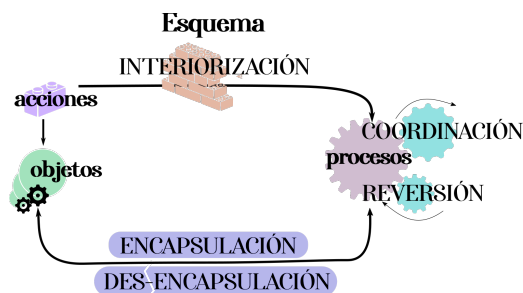 Esquema
INTERIORIZACIÓN
acciones
COORDINACIÓN
procesos
objetos
REVERSIÓN
ENCAPSULACIÓN
DES-ENCAPSULACIÓN